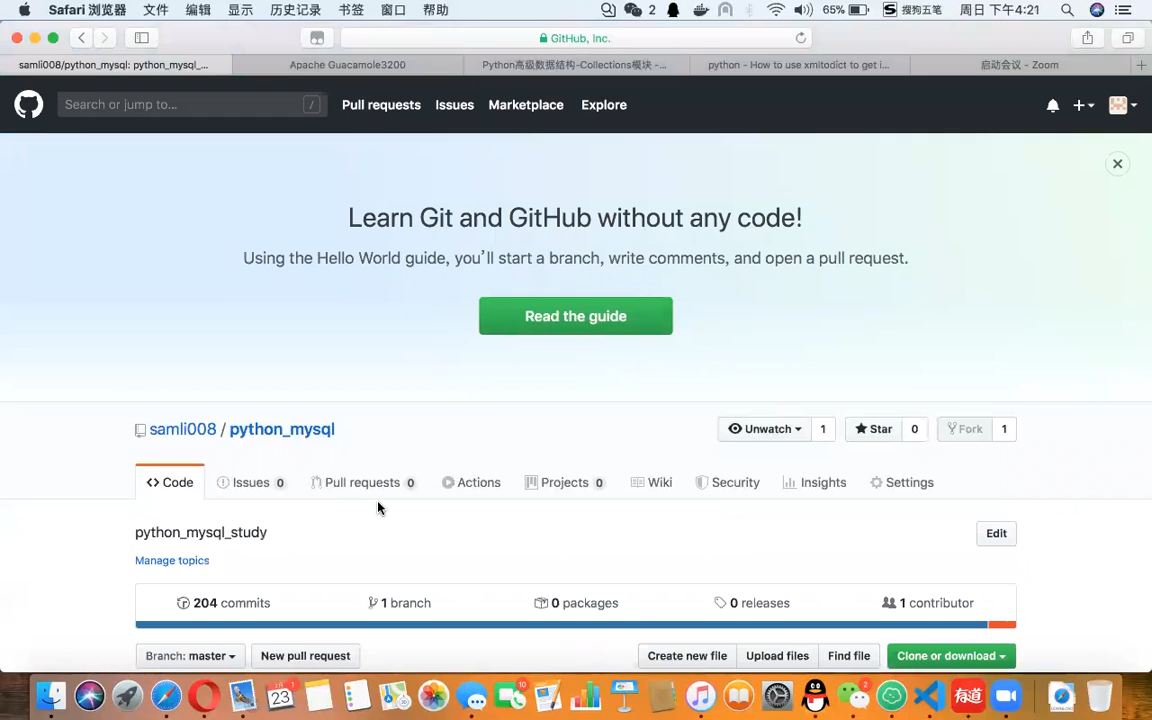 Safari 浏览器 文件 编辑 显示 历史记录 书签 窗口 帮助 2 65% S 搜狗五笔 周日 下午4:21
GitHub, Inc.
samli008/python_mysql: python_mysql_... Apache Guacamole3200 Python高级数据结构-Collections模块 -... python - How to use xmltodict to get i... 启动会议 - Zoom
Search or jump to... / Pull requests Issues Marketplace Explore
Learn Git and GitHub without any code!
Using the Hello World guide, you’ll start a branch, write comments, and open a pull request.
Read the guide
samli008 / python_mysql Unwatch 1 Star 0 Fork 1
Code Issues 0 Pull requests 0 Actions Projects 0 Wiki Security Insights Settings
python_mysql_study Edit
Manage topics
204 commits 1 branch 0 packages 0 releases 1 contributor
Branch: master New pull request Create new file Upload files Find file Clone or download
23 10 2 有道